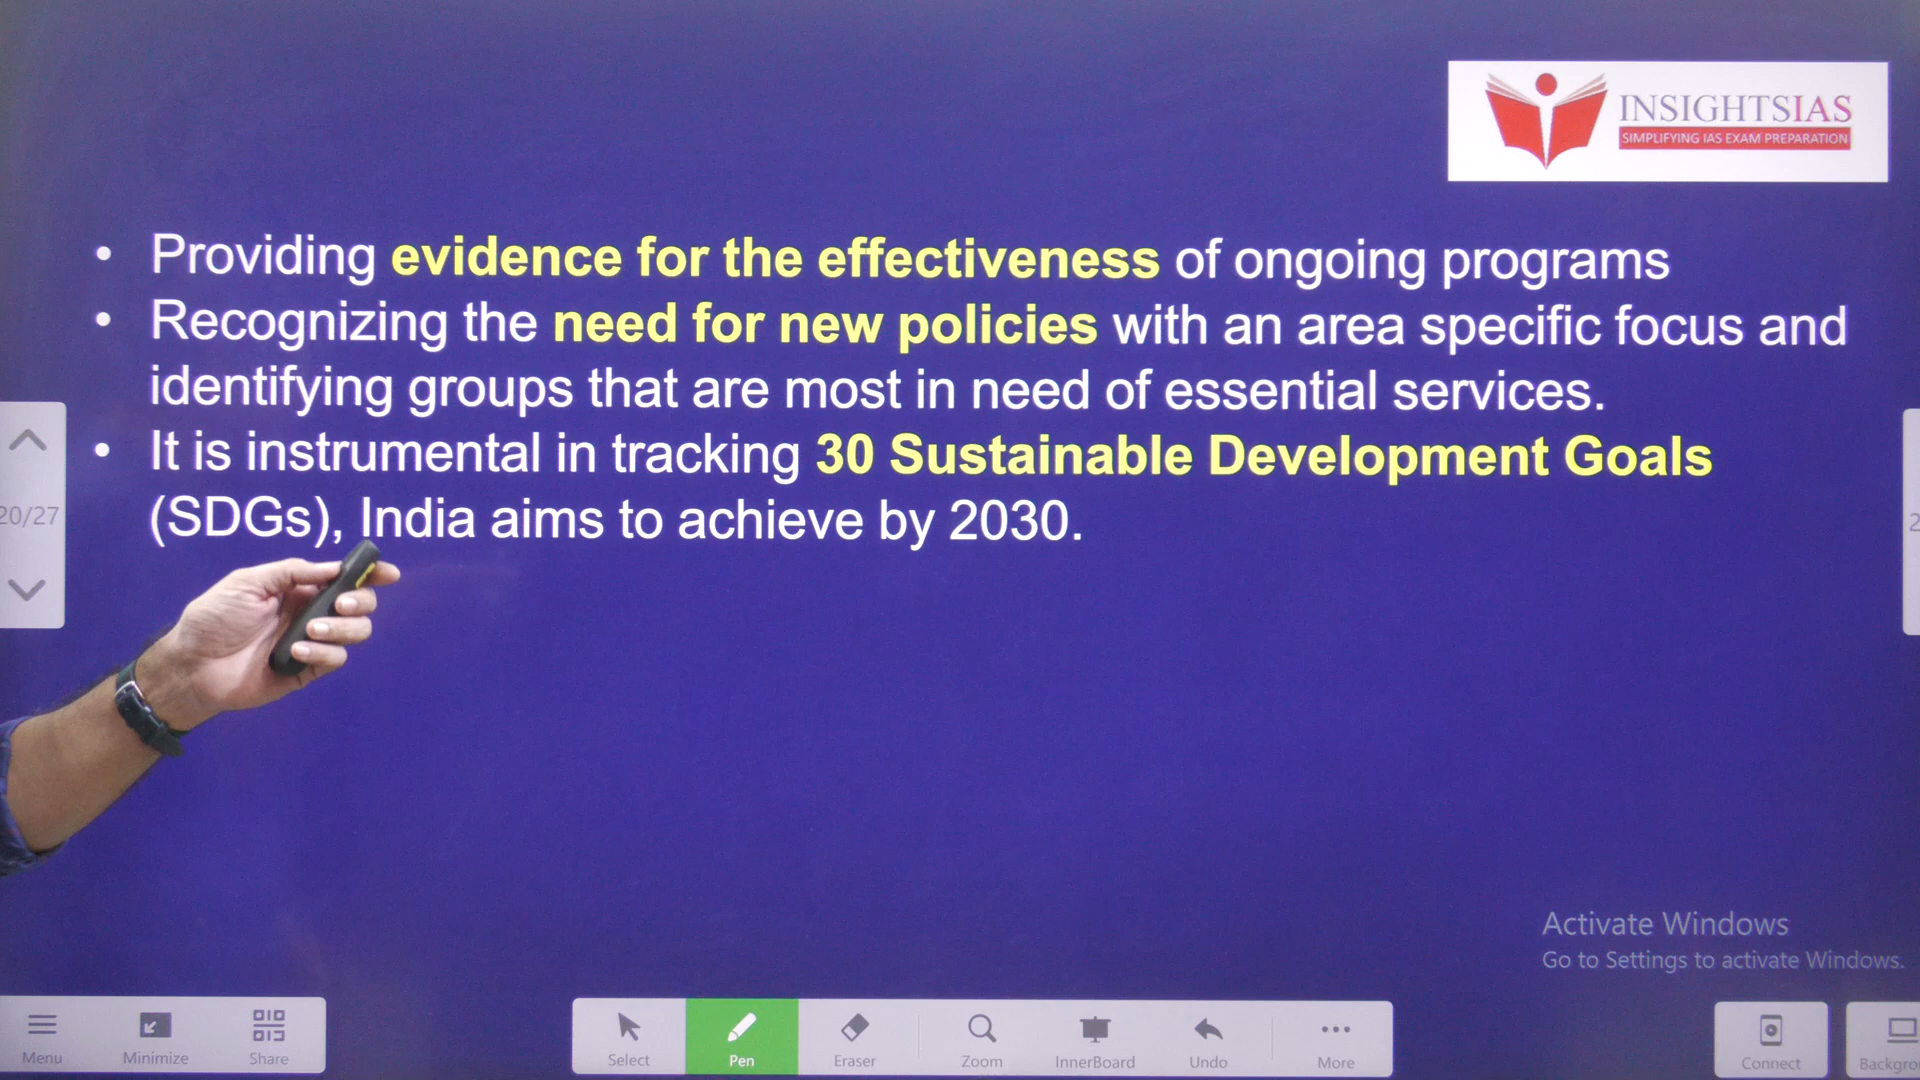 INSIGHTSIAS
SIMPLIFYING IAS EXAM PREPARATION
• Providing evidence for the effectiveness of ongoing programs
• Recognizing the need for new policies with an area specific focus and
identifying groups that are most in need of essential services.
• It is instrumental in tracking 30 Sustainable Development Goals
(SDGs), India aims to achieve by 2030.
20/27
2
Activate Windows
Go to Settings to activate Windows.
Menu Minimize Share Select Pen Eraser Zoom InnerBoard Undo More Connect Backgro